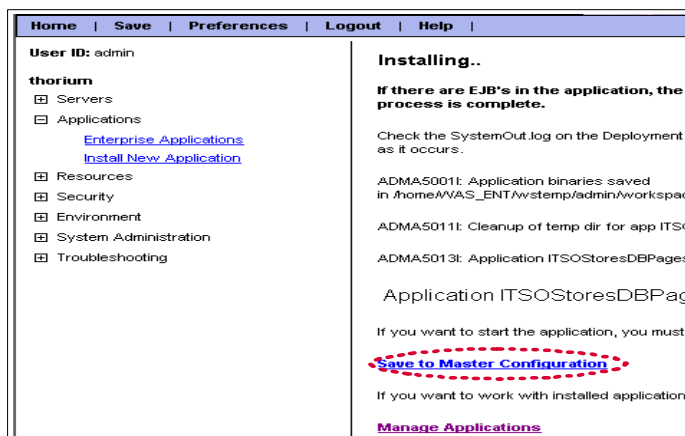 Home | Save | Preferences | Logout | Help |
User ID: admin
thorium
Servers
Applications
Enterprise Applications
Install New Application
Resources
Security
Environment
System Administration
Troubleshooting
Installing..
If there are EJB's in the application, the
process is complete.
Check the SystemOut.log on the Deployment
as it occurs.
ADMA5001I: Application binaries saved
in /home/WAS_ENT/wstemp/admin/workspac
ADMA5011I: Cleanup of temp dir for app ITSO
ADMA5013I: Application ITSOStoresDBPages
Application ITSOStoresDBPag
If you want to start the application, you must
Save to Master Configuration
If you want to work with installed application
Manage Applications